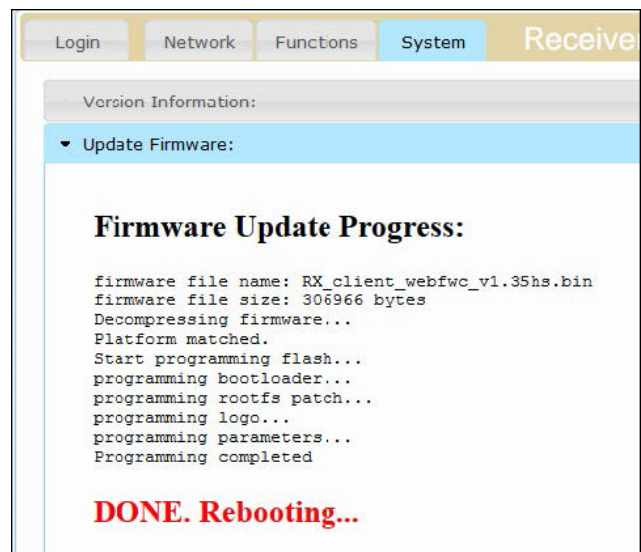 Login Network Functions System Receive
Version Information:
Update Firmware:
Firmware Update Progress:
firmware file name: RX_client_webfwc_v1.35hs.bin
firmware file size: 306966 bytes
Decompressing firmware...
Platform matched.
Start programming flash...
programming bootloader...
programming rootfs patch...
programming logo...
programming parameters...
Programming completed
DONE. Rebooting...